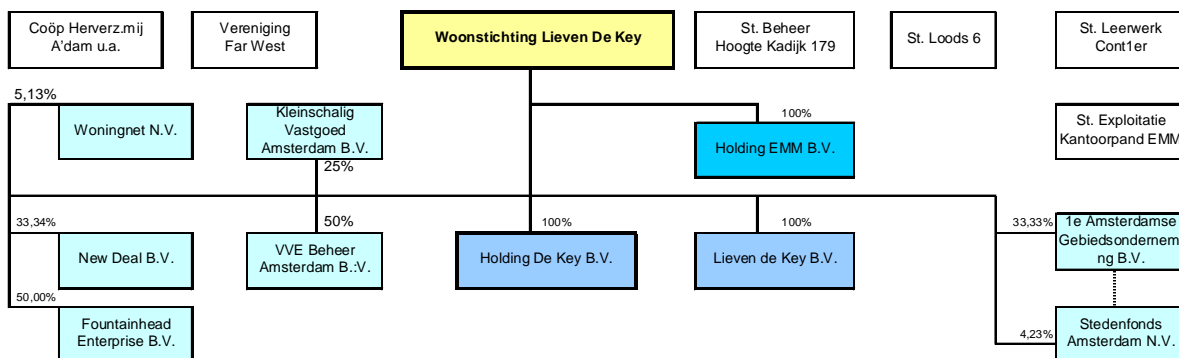 Coöp Herverz.mij
A'dam u.a.
Vereniging
Far West
Woonstichting Lieven De Key
St. Beheer
Hoogte Kadijk 179
St. Loods 6
St. Leerwerk
Cont1er
5,13%
Woningnet N.V.
Kleinschalig
Vastgoed
Amsterdam B.V.
25%
100%
Holding EMM B.V.
St. Exploitatie
Kantoorpand EMM
33,34%
New Deal B.V.
50%
VVE Beheer
Amsterdam B.:V.
100%
Holding De Key B.V.
100%
Lieven de Key B.V.
33,33%
1e Amsterdamse
Gebiedsondernem
ng B.V.
50,00%
Fountainhead
Enterprise B.V.
4,23%
Stedenfonds
Amsterdam N.V.